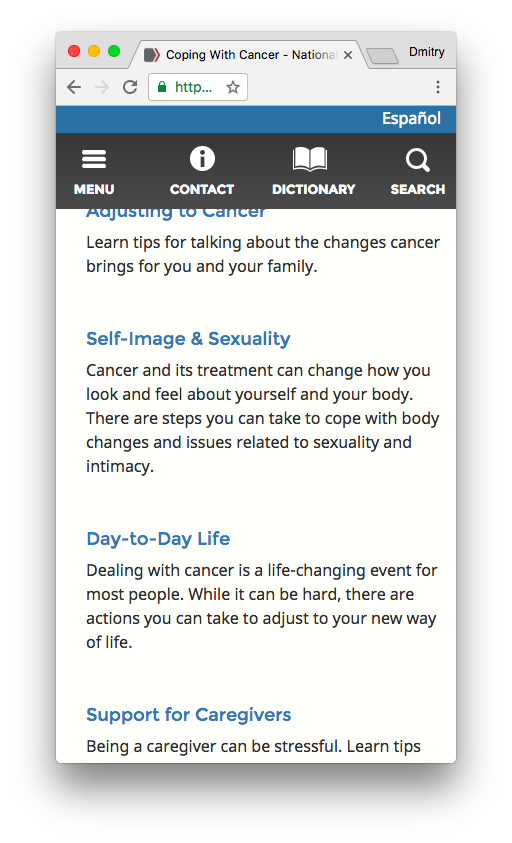 Coping With Cancer - National
Dmitry
http...
Español
MENU
CONTACT
DICTIONARY
SEARCH
Adjusting to Cancer
Learn tips for talking about the changes cancer
brings for you and your family.
Self-Image & Sexuality
Cancer and its treatment can change how you
look and feel about yourself and your body.
There are steps you can take to cope with body
changes and issues related to sexuality and
intimacy.
Day-to-Day Life
Dealing with cancer is a life-changing event for
most people. While it can be hard, there are
actions you can take to adjust to your new way
of life.
Support for Caregivers
Being a caregiver can be stressful. Learn tips